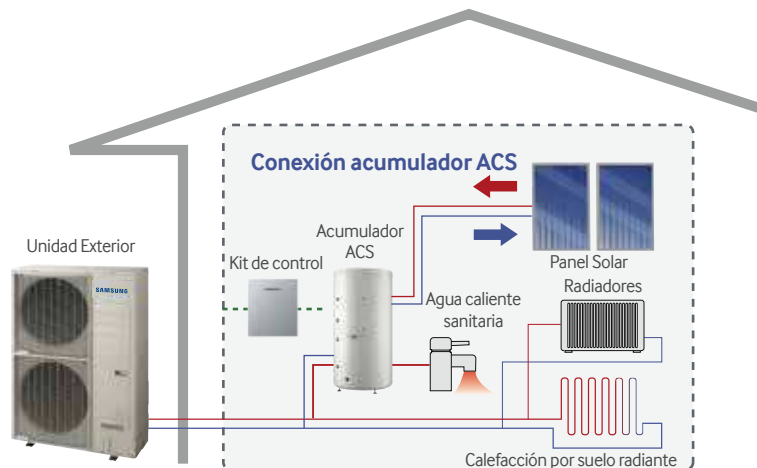 Conexión acumulador ACS
Unidad Exterior
SAMSUNG
Kit de control
Acumulador
ACS
Panel Solar
Radiadores
Agua caliente
sanitaria
Calefacción por suelo radiante